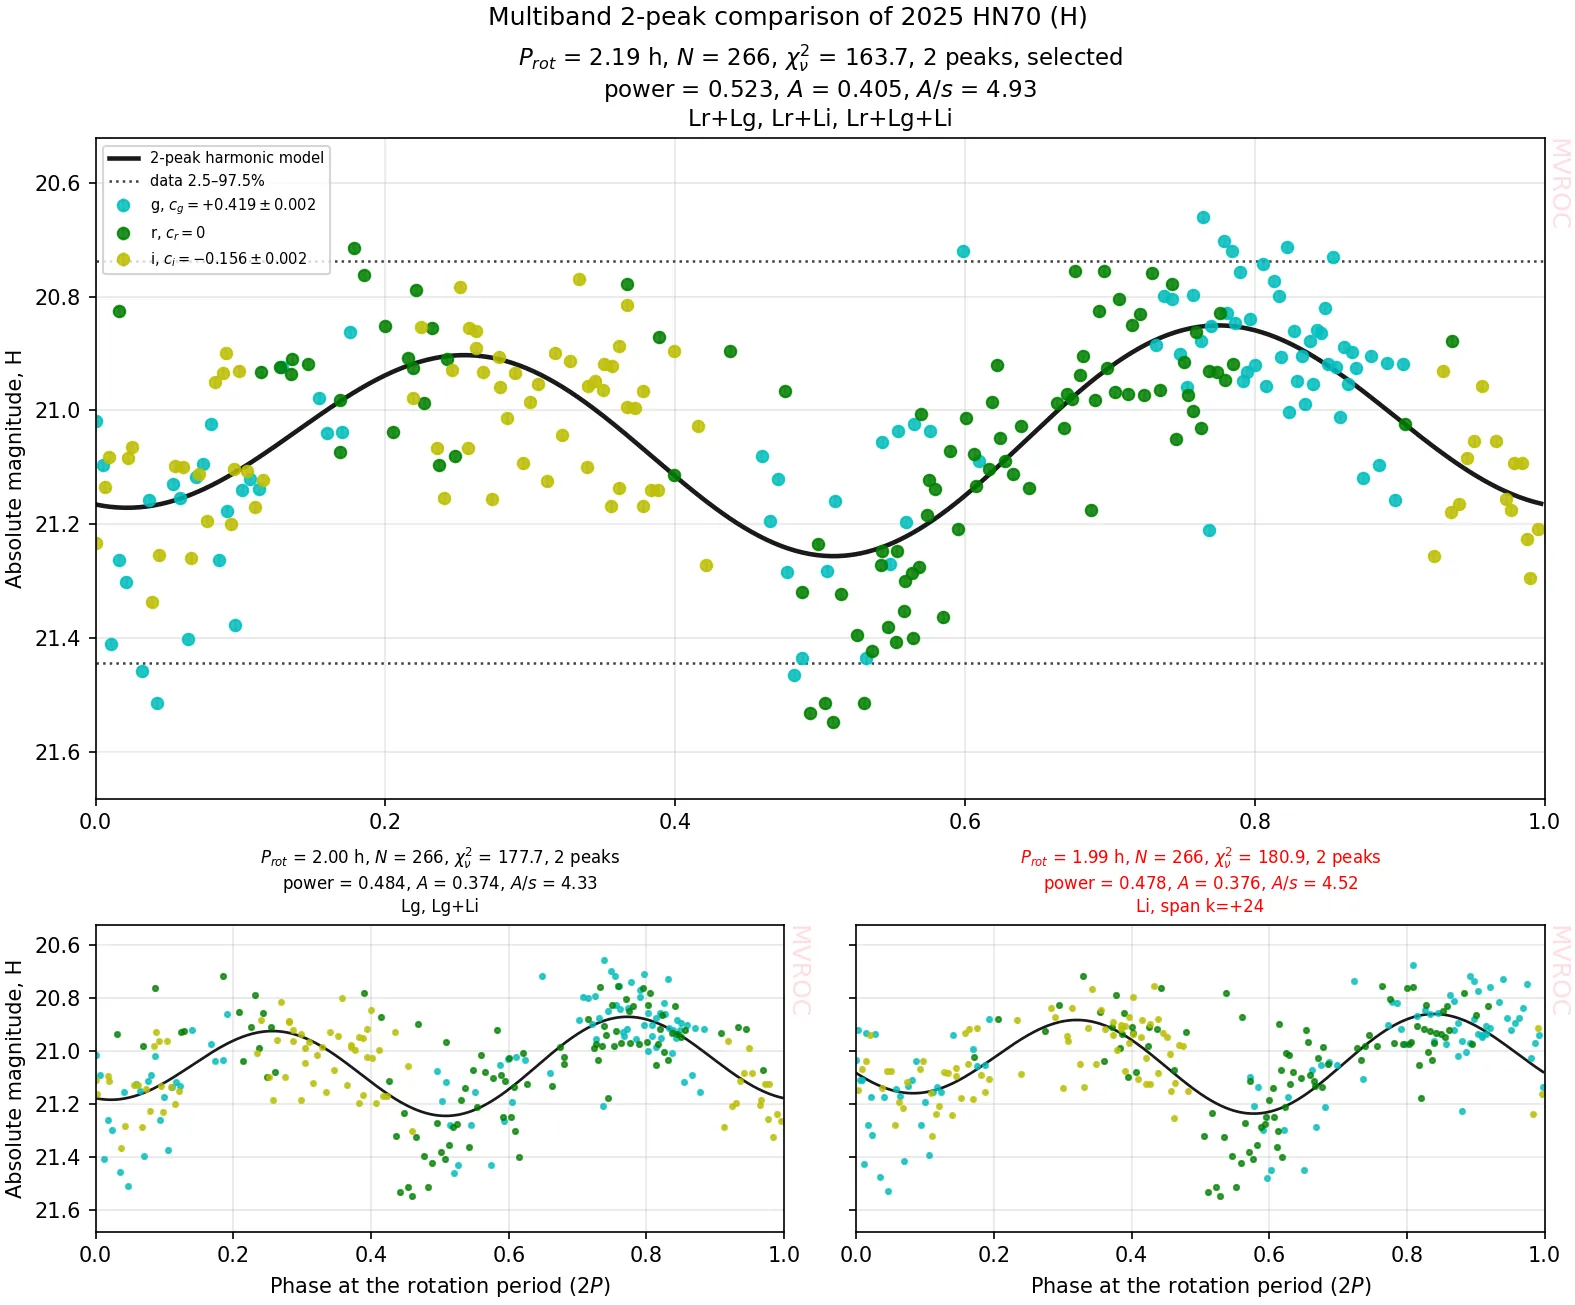 Multiband 2-peak comparison of 2025 HN70 (H)
P_rot = 2.19 h, N = 266, χ²_ν = 163.7, 2 peaks, selected
power = 0.523, A = 0.405, A/s = 4.93
Lr+Lg, Lr+Li, Lr+Lg+Li
2-peak harmonic model
data 2.5–97.5%
g, c_g = +0.419 ± 0.002
r, c_r = 0
i, c_i = −0.156 ± 0.002
Absolute magnitude, H
20.6
20.8
21.0
21.2
21.4
21.6
0.0 0.2 0.4 0.6 0.8 1.0
MVROC
P_rot = 2.00 h, N = 266, χ²_ν = 177.7, 2 peaks
power = 0.484, A = 0.374, A/s = 4.33
Lg, Lg+Li
Absolute magnitude, H
20.6
20.8
21.0
21.2
21.4
21.6
0.0 0.2 0.4 0.6 0.8 1.0
Phase at the rotation period (2P)
MVROC
P_rot = 1.99 h, N = 266, χ²_ν = 180.9, 2 peaks
power = 0.478, A = 0.376, A/s = 4.52
Li, span k=+24
0.0 0.2 0.4 0.6 0.8 1.0
Phase at the rotation period (2P)
MVROC